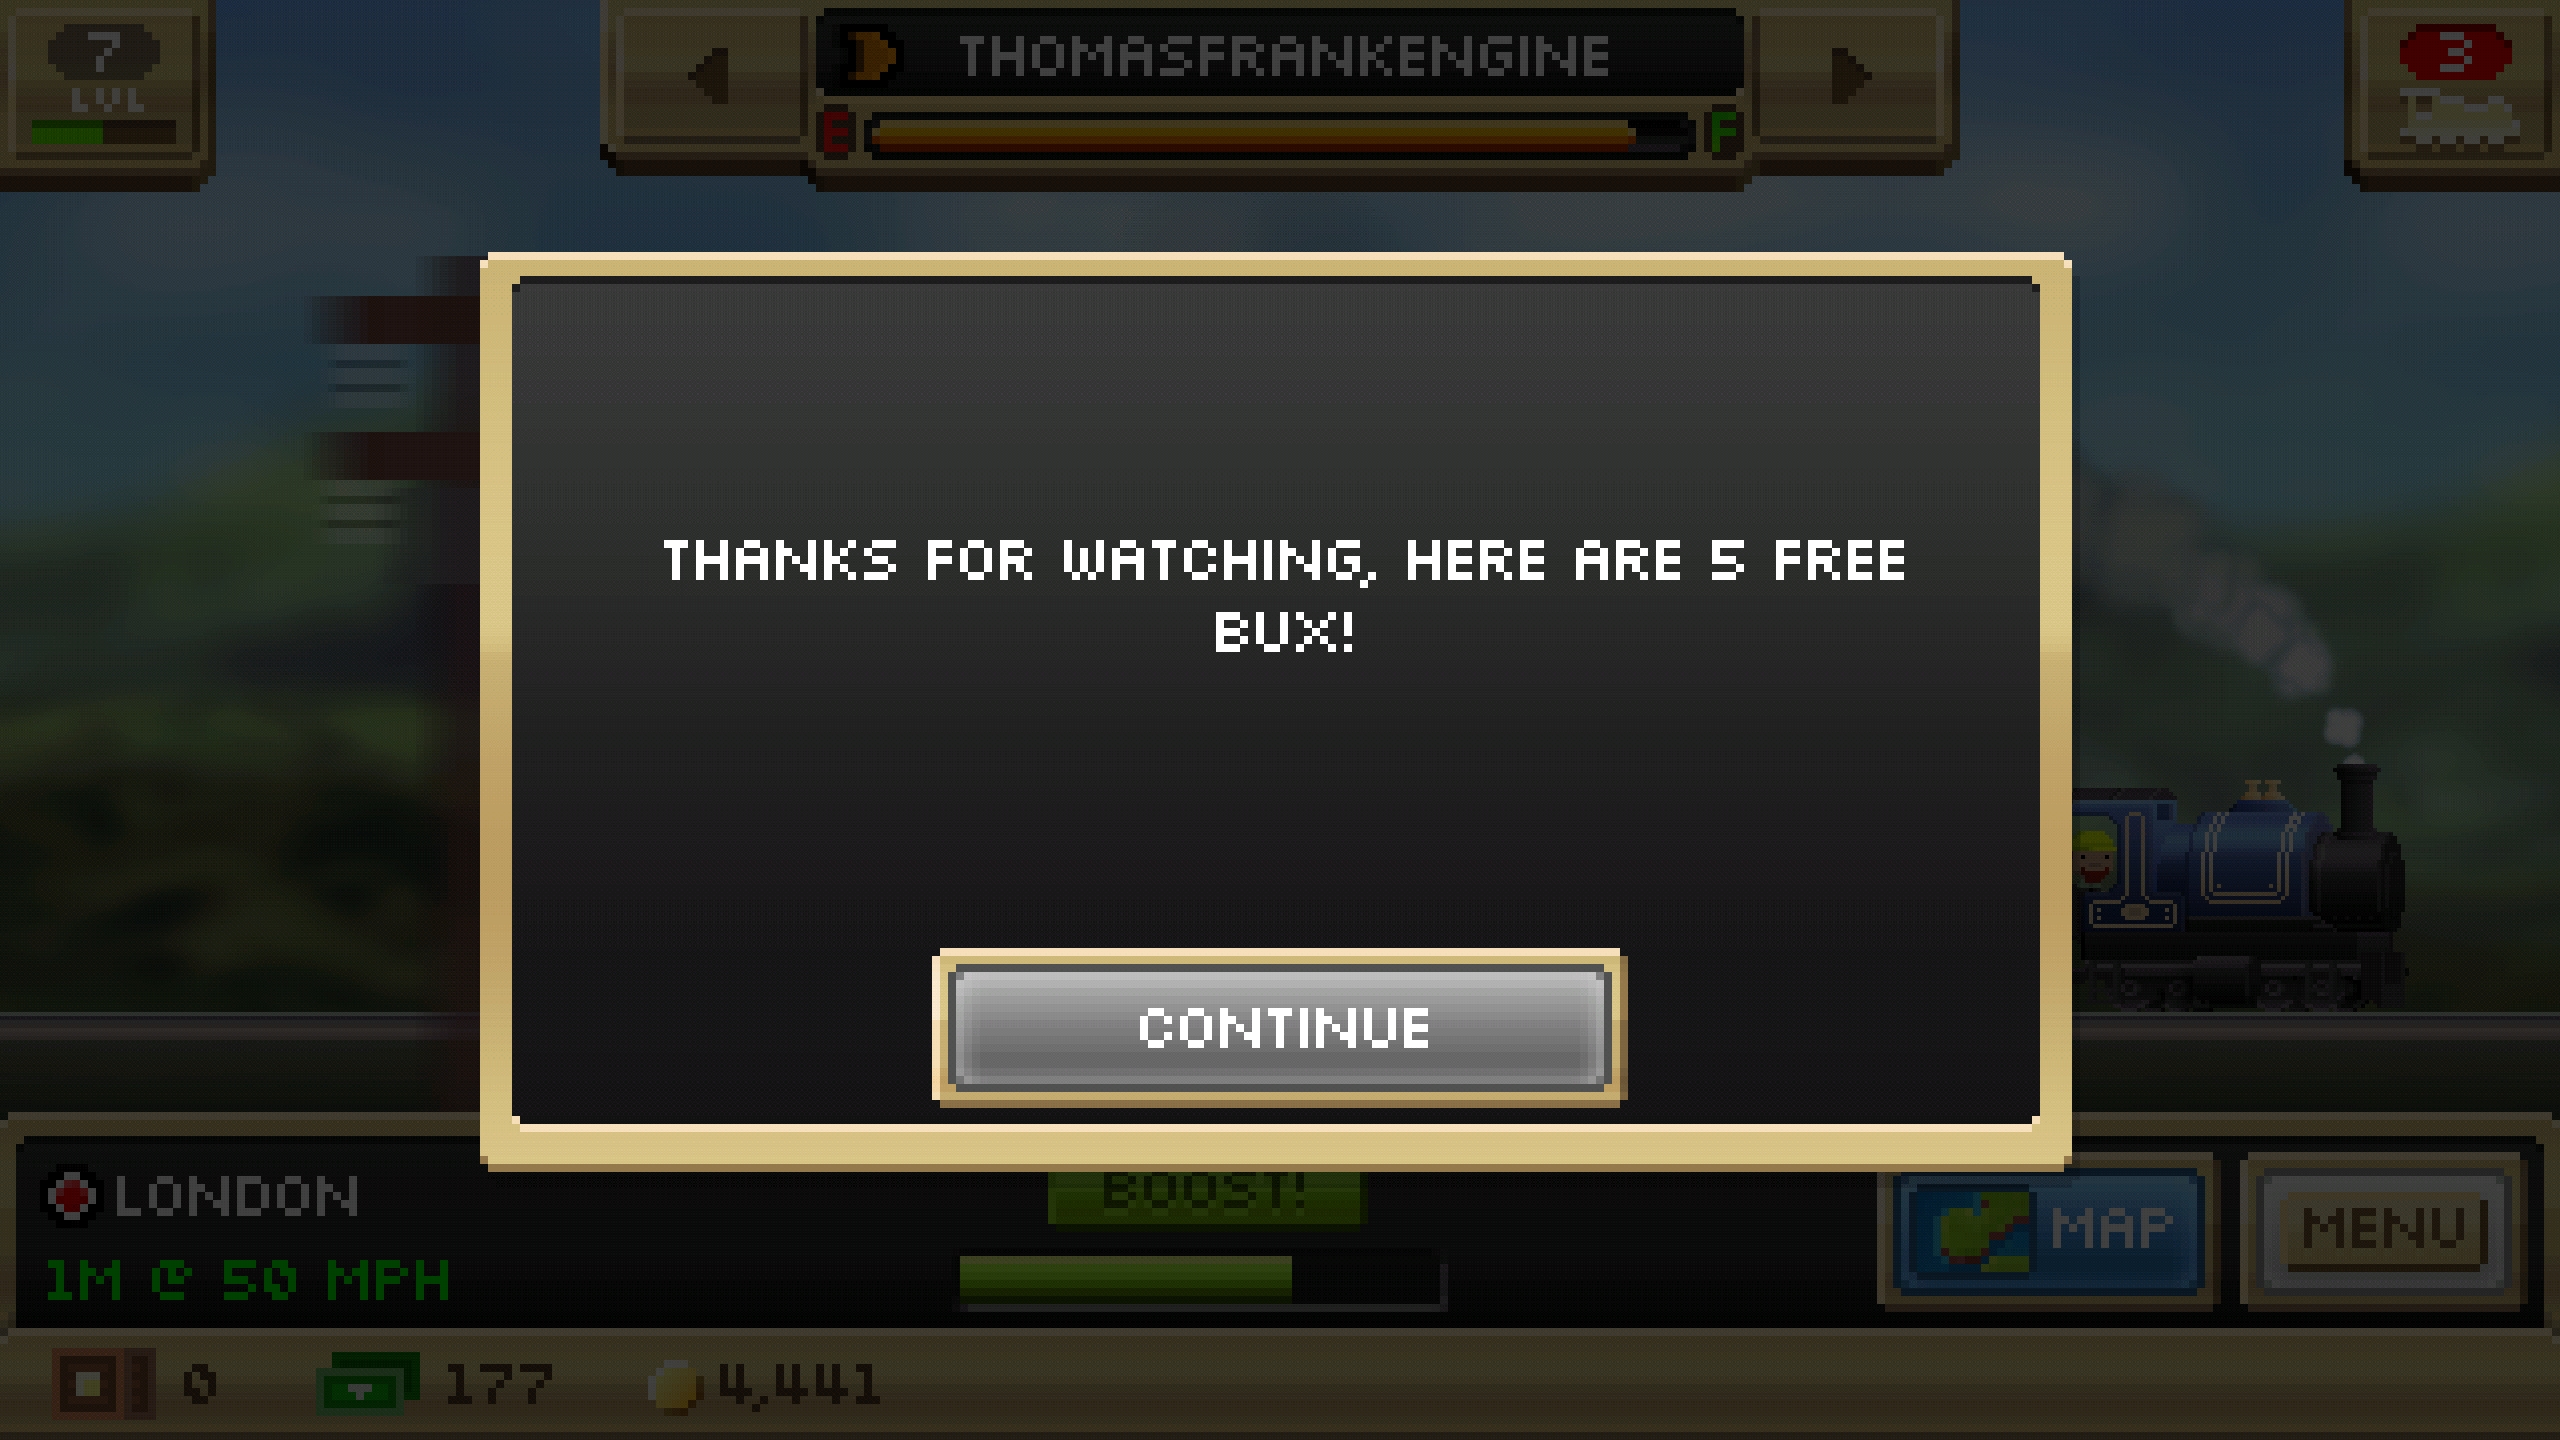 7
LVL
THOMASFRANKENGINE
E F
3
THANKS FOR WATCHING, HERE ARE 5 FREE
BUX!
CONTINUE
LONDON
1M @ 50 MPH
BOOST!
MAP
MENU
0
177
4,441